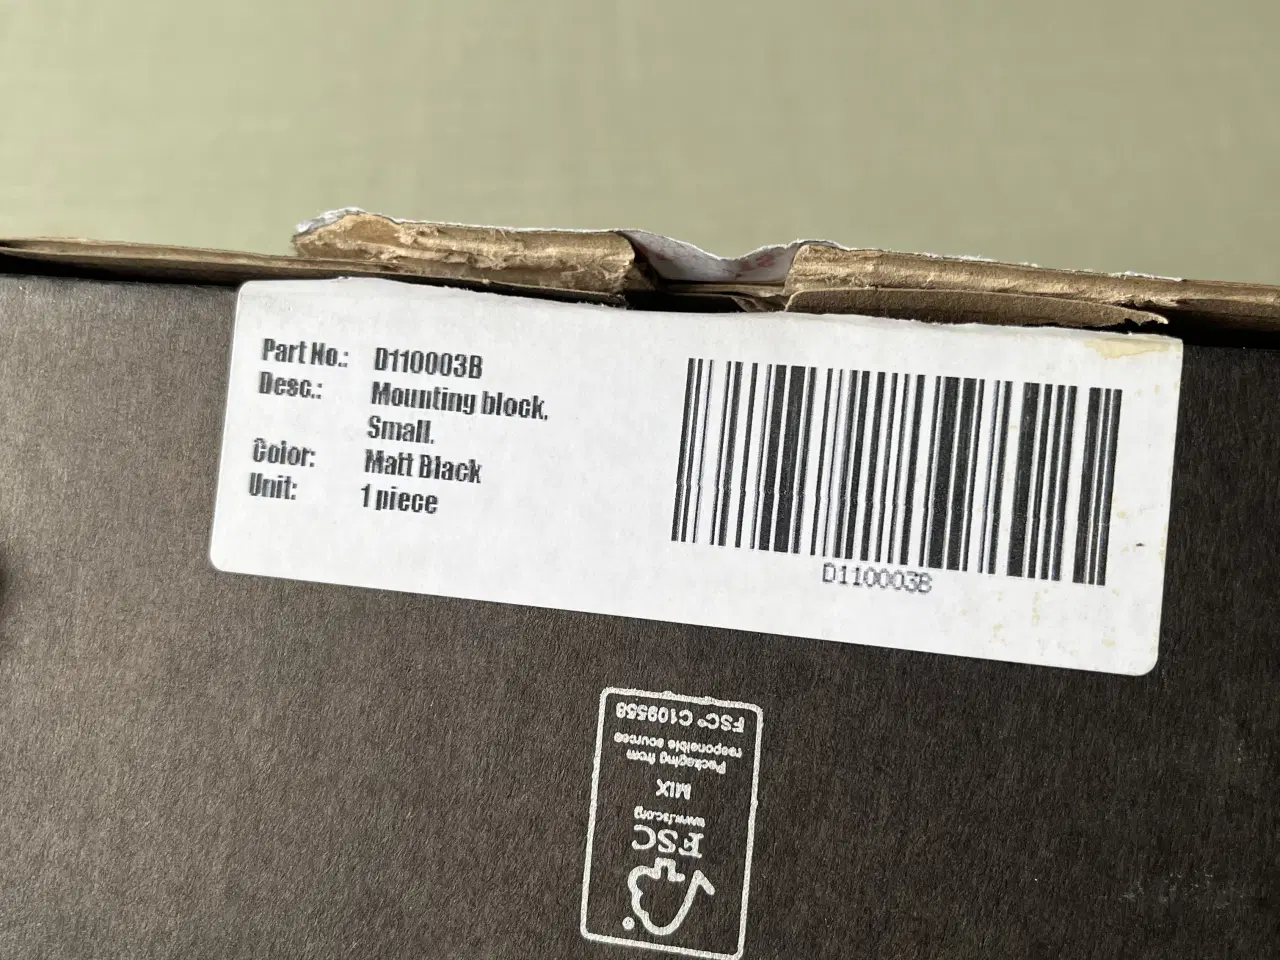 Part No.: D110003B
Desc.: Mounting block.
Small.
Color: Matt Black
Unit: 1 piece
D110003B
FSC
www.fsc.org
MIX
Packaging from
responsible sources
FSC® C109558